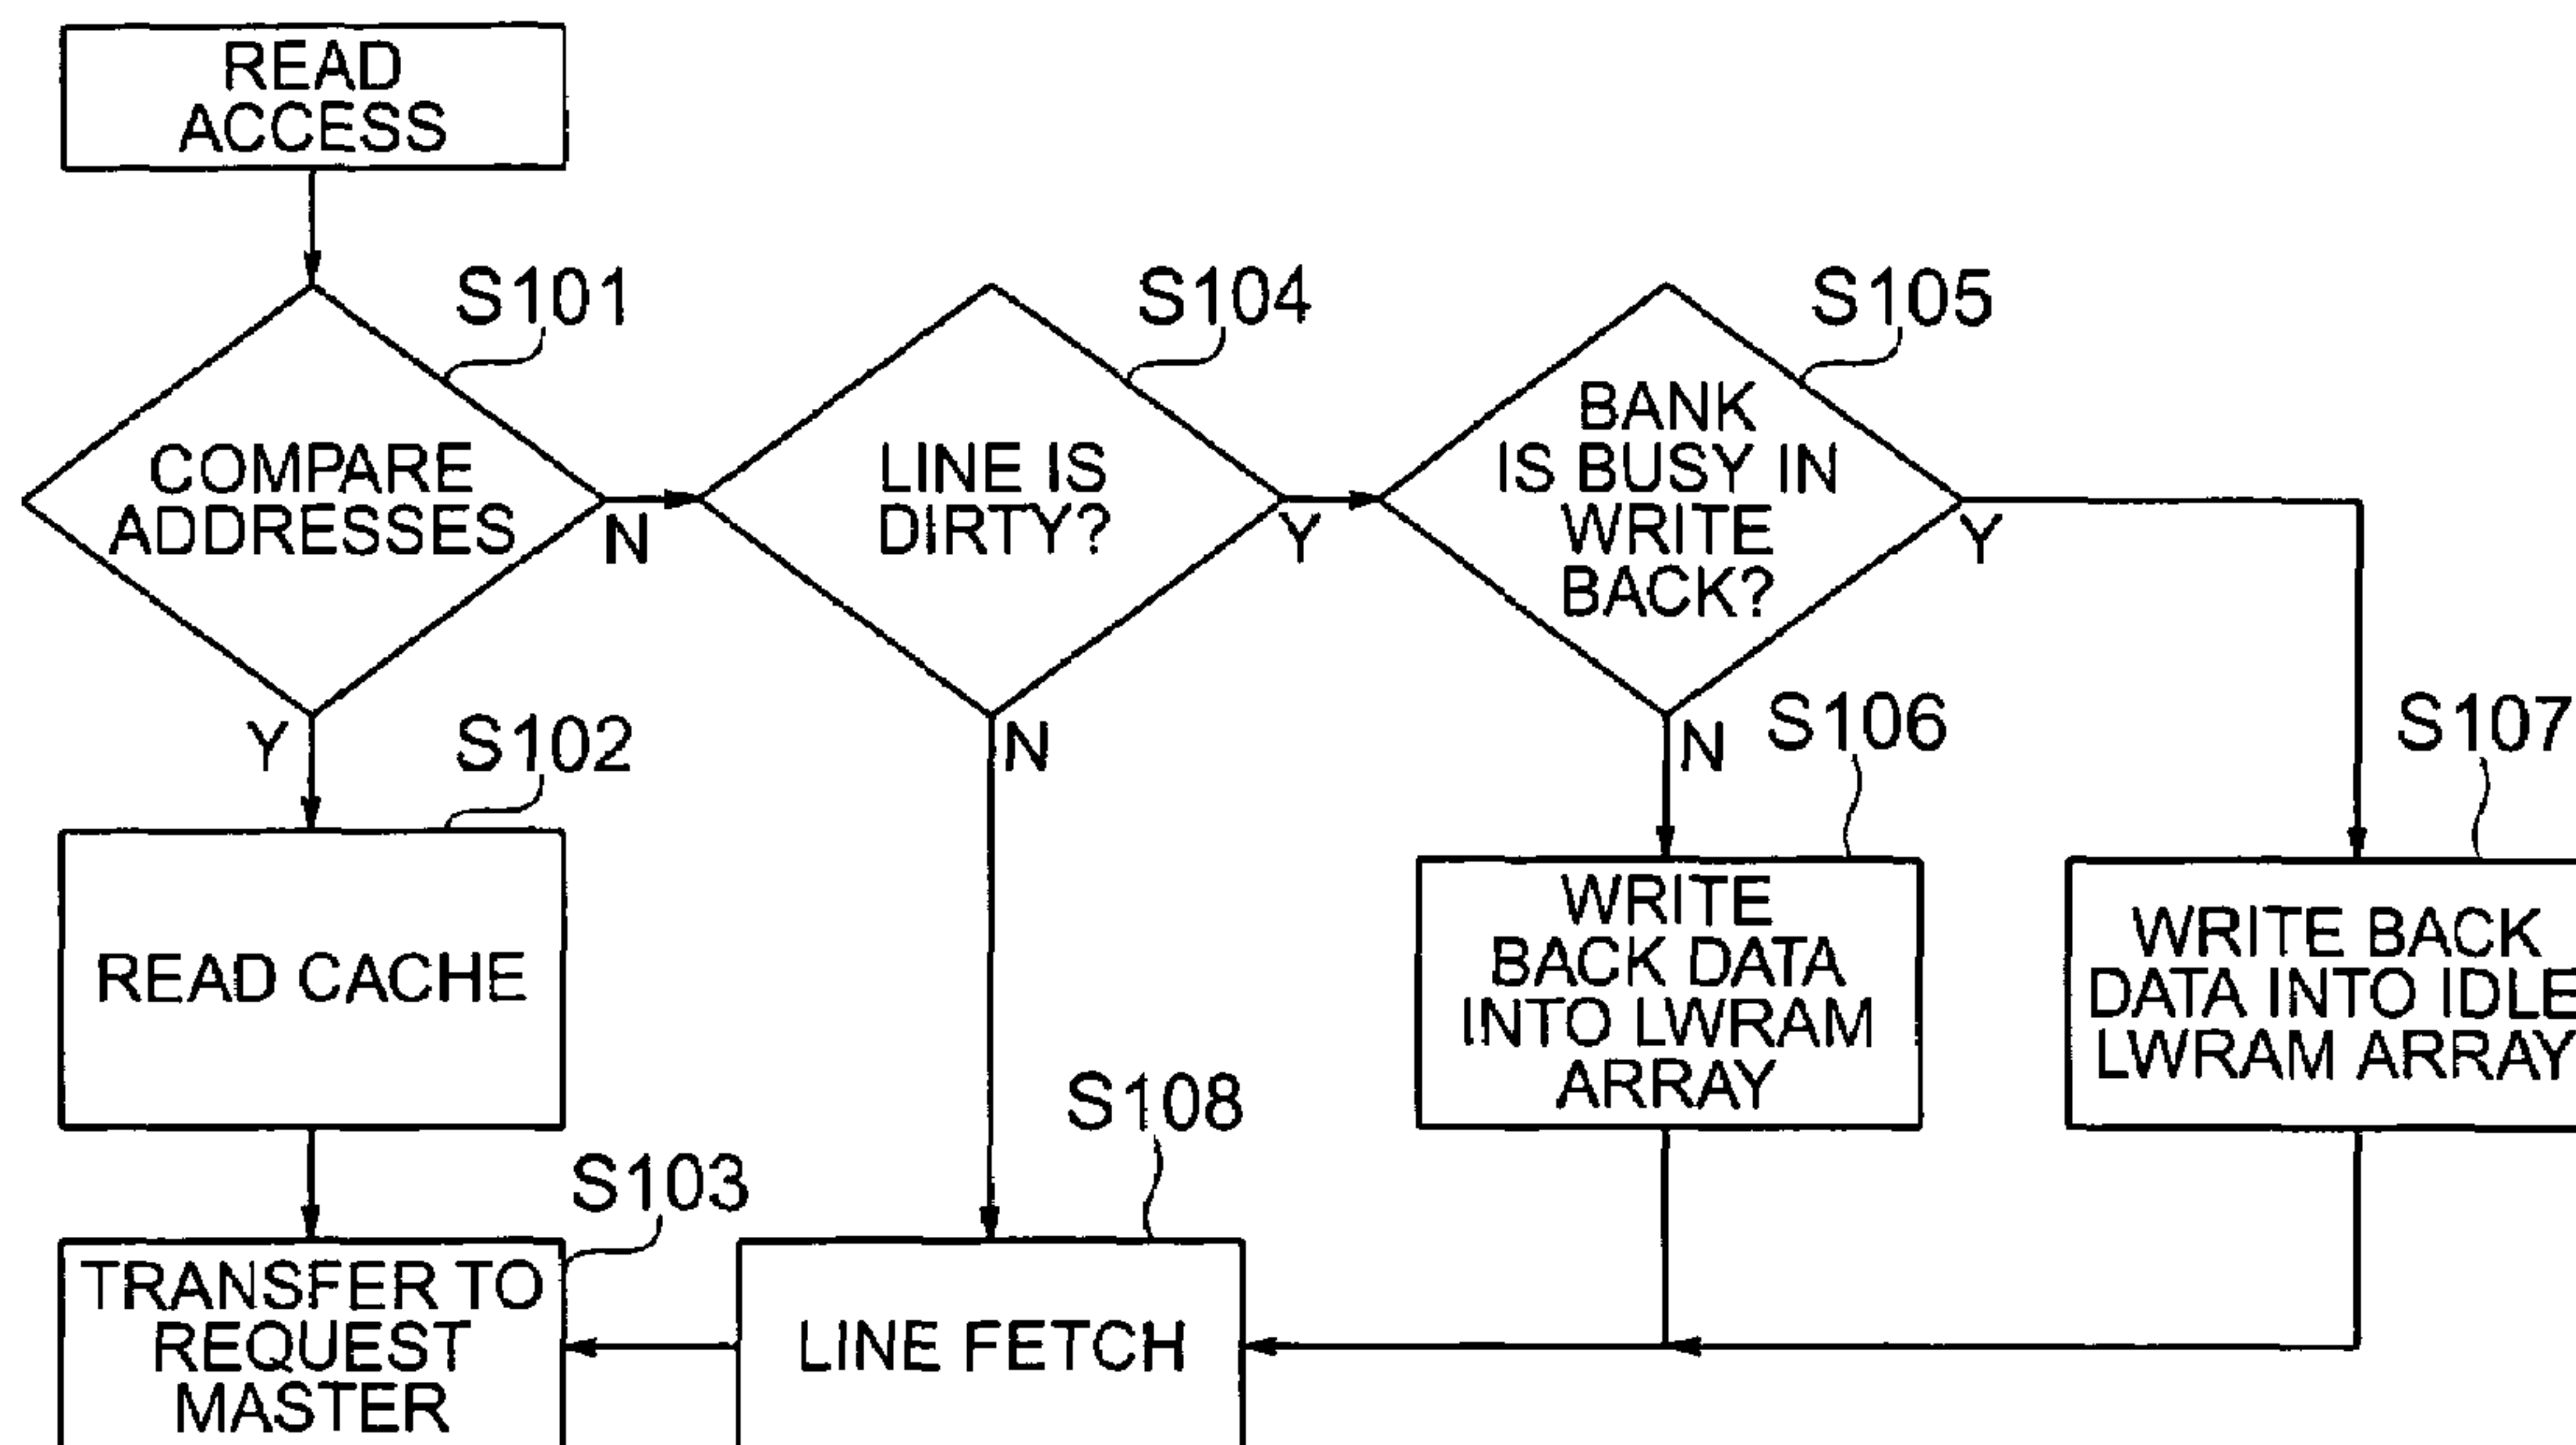 READ
ACCESS
S101
COMPARE
ADDRESSES
N
Y
S104
LINE IS
DIRTY?
Y
N
S105
BANK
IS BUSY IN
WRITE
BACK?
Y
N
S102
READ CACHE
S106
WRITE
BACK DATA
INTO LWRAM
ARRAY
S107
WRITE BACK
DATA INTO IDLE
LWRAM ARRAY
S103
TRANSFER TO
REQUEST
MASTER
S108
LINE FETCH